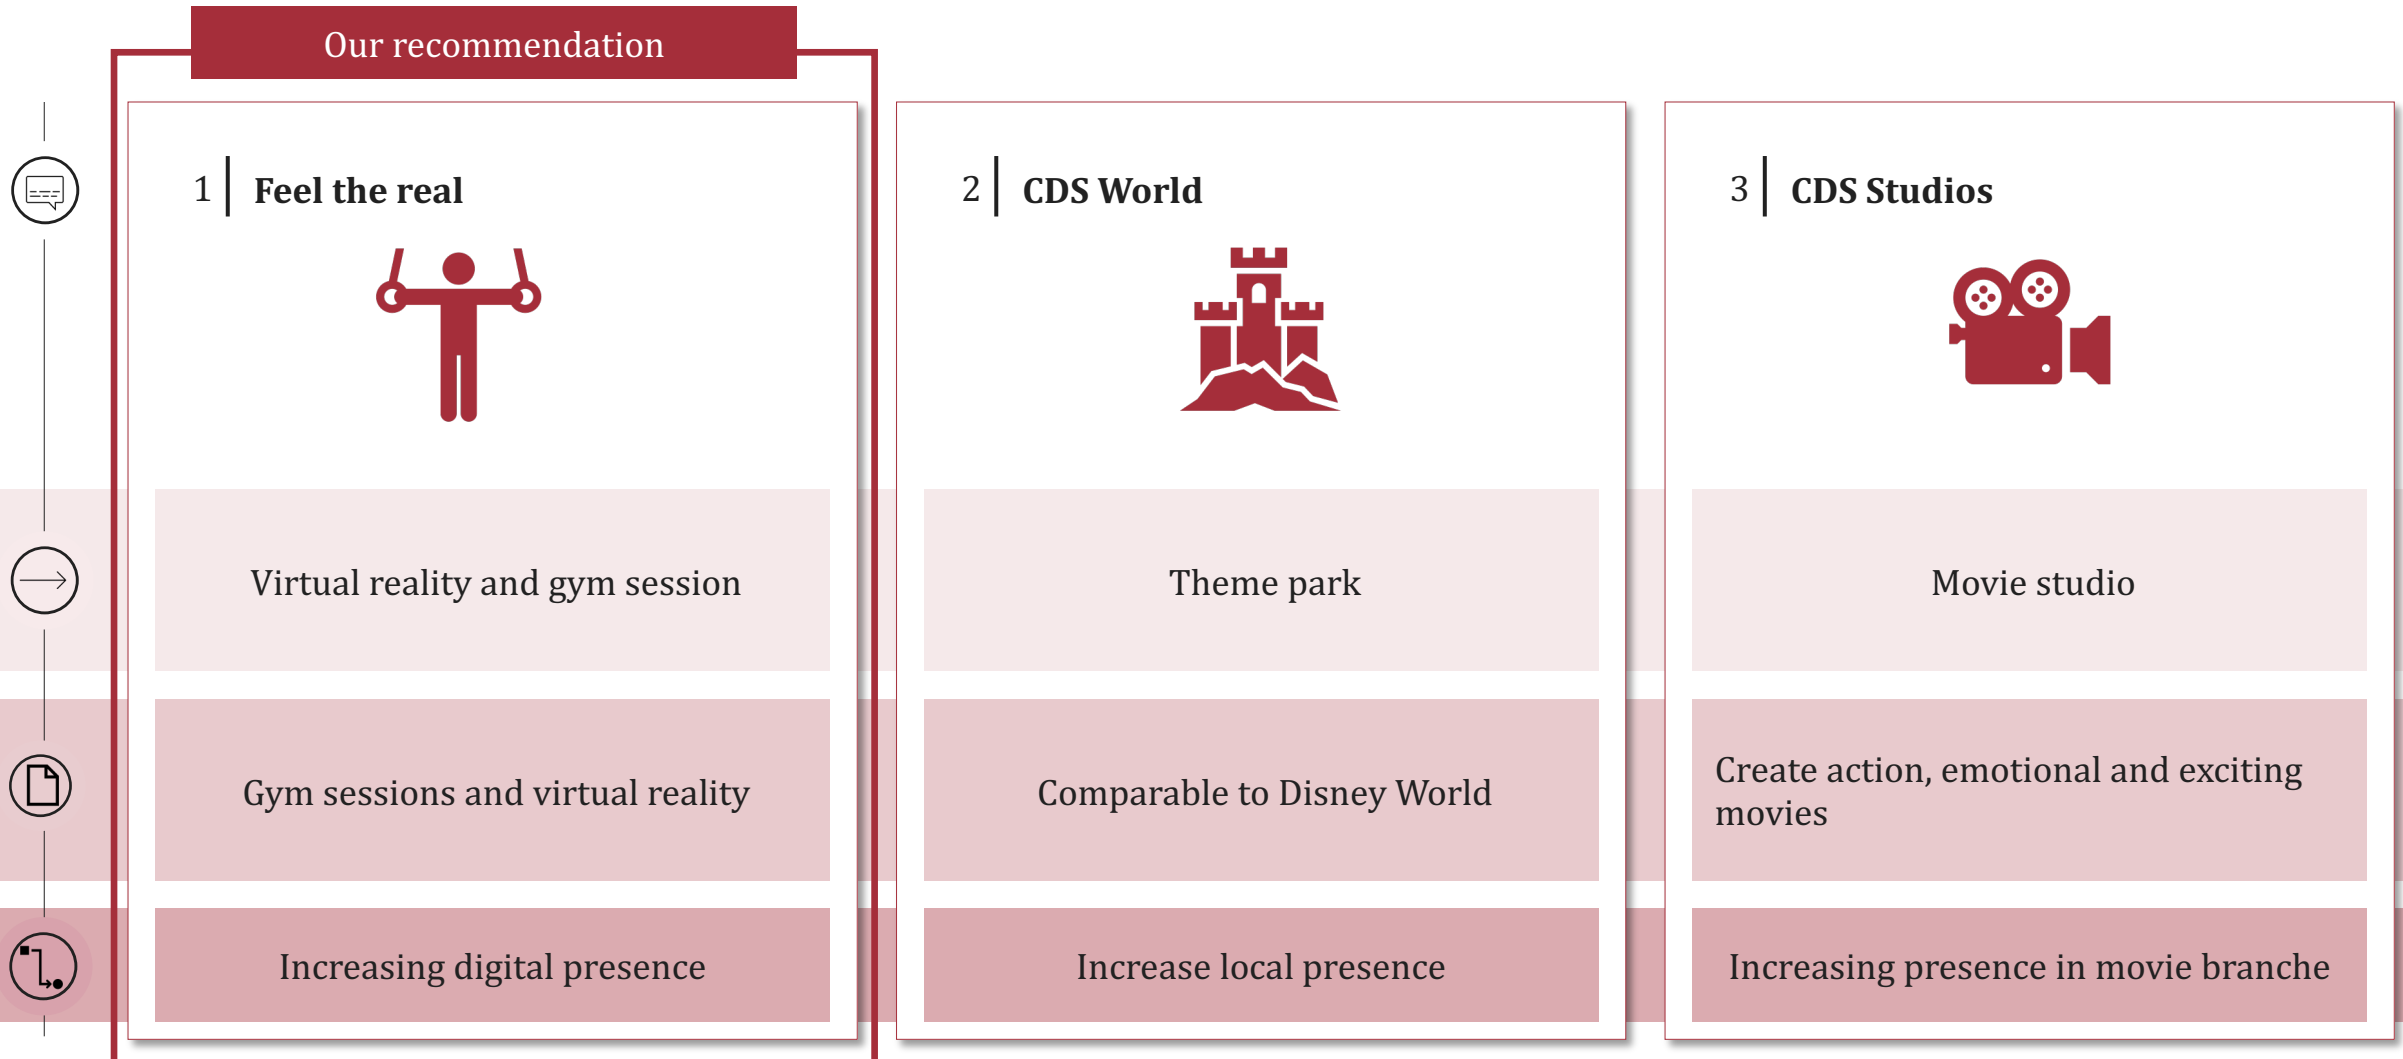 Our recommendation
1 Feel the real
2 CDS World
3 CDS Studios
Virtual reality and gym session
Theme park
Movie studio
Gym sessions and virtual reality
Comparable to Disney World
Create action, emotional and exciting
movies
Increasing digital presence
Increase local presence
Increasing presence in movie branche